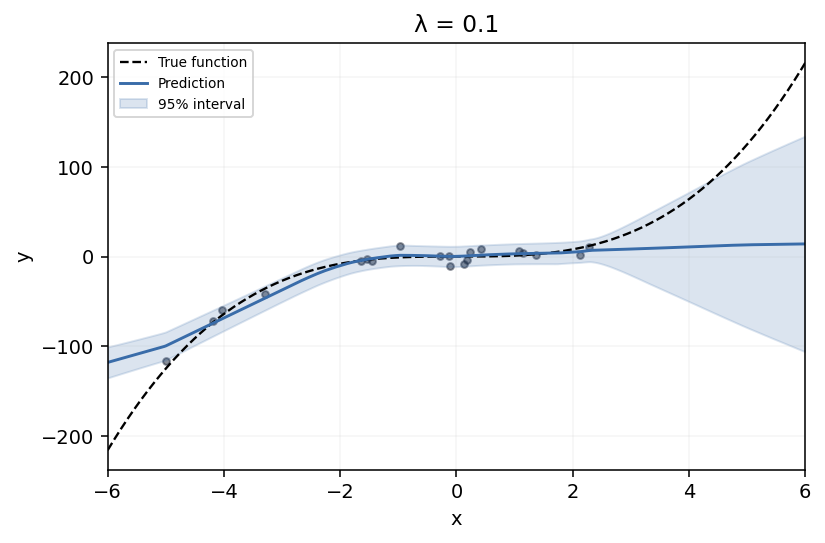 λ = 0.1
True function
Prediction
95% interval
200
100
0
−100
−200
y
−6
−4
−2
0
2
4
6
x